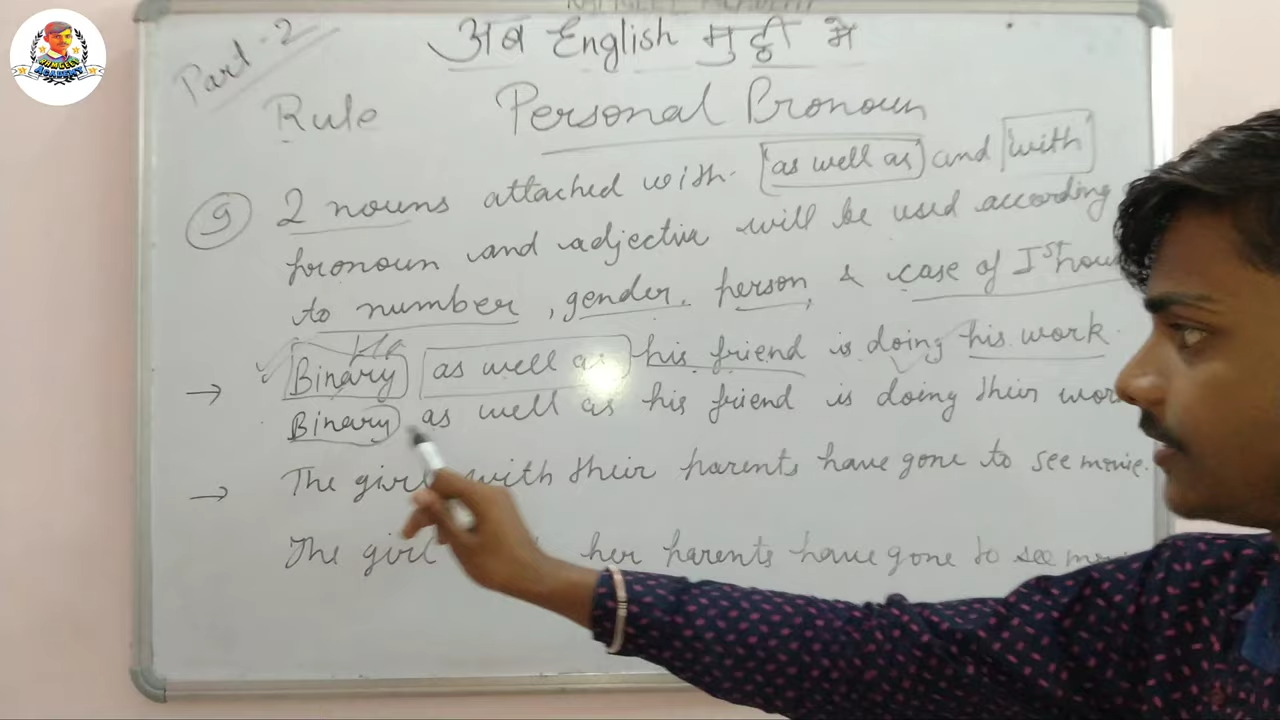 Part-2
अब English मुट्ठी में
Rule Personal Pronoun
9 2 nouns attached with. as well as and with
pronoun and adjective will be used according
to number, gender, person, & case of Ist noun
→ Binary as well as his friend is doing his work.
Binary as well as his friend is doing their work
→ The girl with their parents have gone to see movie.
The girl her parents have gone to see movie
ACADEMY